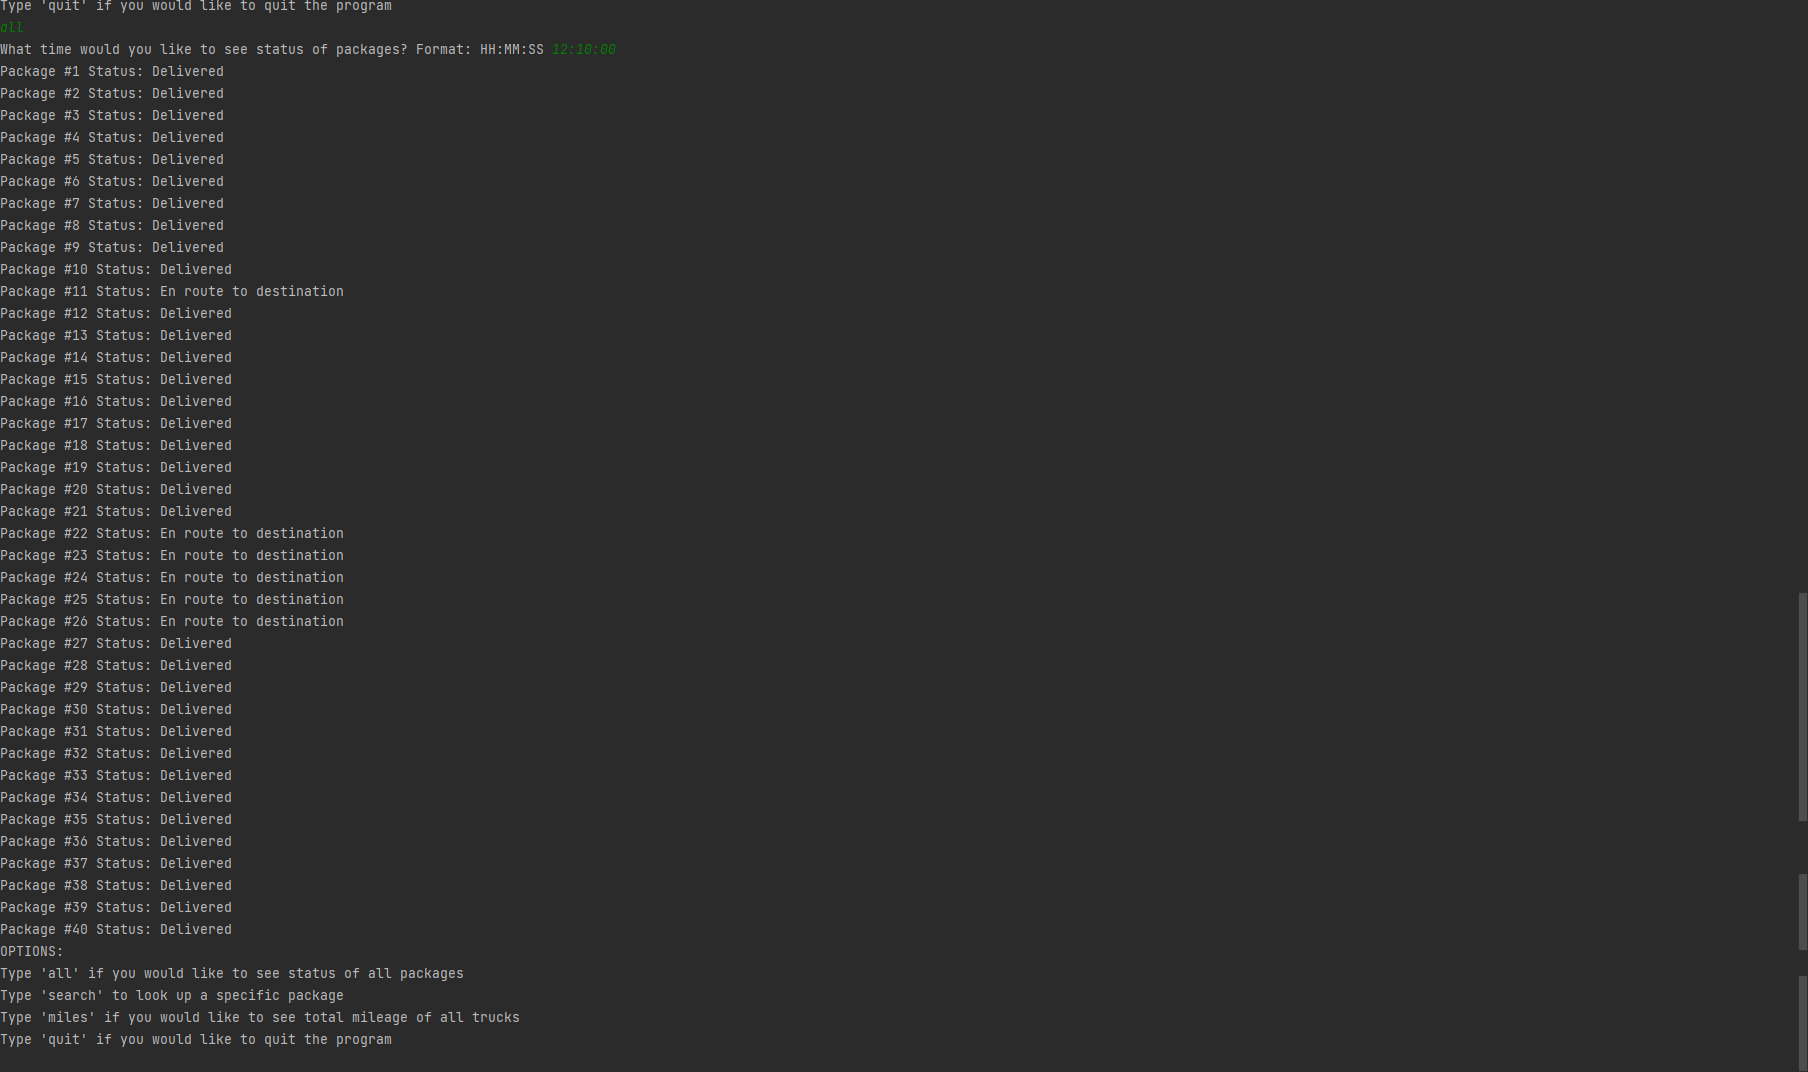 Type 'quit' if you would like to quit the program
all
What time would you like to see status of packages? Format: HH:MM:SS 12:10:00
Package #1 Status: Delivered
Package #2 Status: Delivered
Package #3 Status: Delivered
Package #4 Status: Delivered
Package #5 Status: Delivered
Package #6 Status: Delivered
Package #7 Status: Delivered
Package #8 Status: Delivered
Package #9 Status: Delivered
Package #10 Status: Delivered
Package #11 Status: En route to destination
Package #12 Status: Delivered
Package #13 Status: Delivered
Package #14 Status: Delivered
Package #15 Status: Delivered
Package #16 Status: Delivered
Package #17 Status: Delivered
Package #18 Status: Delivered
Package #19 Status: Delivered
Package #20 Status: Delivered
Package #21 Status: Delivered
Package #22 Status: En route to destination
Package #23 Status: En route to destination
Package #24 Status: En route to destination
Package #25 Status: En route to destination
Package #26 Status: En route to destination
Package #27 Status: Delivered
Package #28 Status: Delivered
Package #29 Status: Delivered
Package #30 Status: Delivered
Package #31 Status: Delivered
Package #32 Status: Delivered
Package #33 Status: Delivered
Package #34 Status: Delivered
Package #35 Status: Delivered
Package #36 Status: Delivered
Package #37 Status: Delivered
Package #38 Status: Delivered
Package #39 Status: Delivered
Package #40 Status: Delivered
OPTIONS:
Type 'all' if you would like to see status of all packages
Type 'search' to look up a specific package
Type 'miles' if you would like to see total mileage of all trucks
Type 'quit' if you would like to quit the program